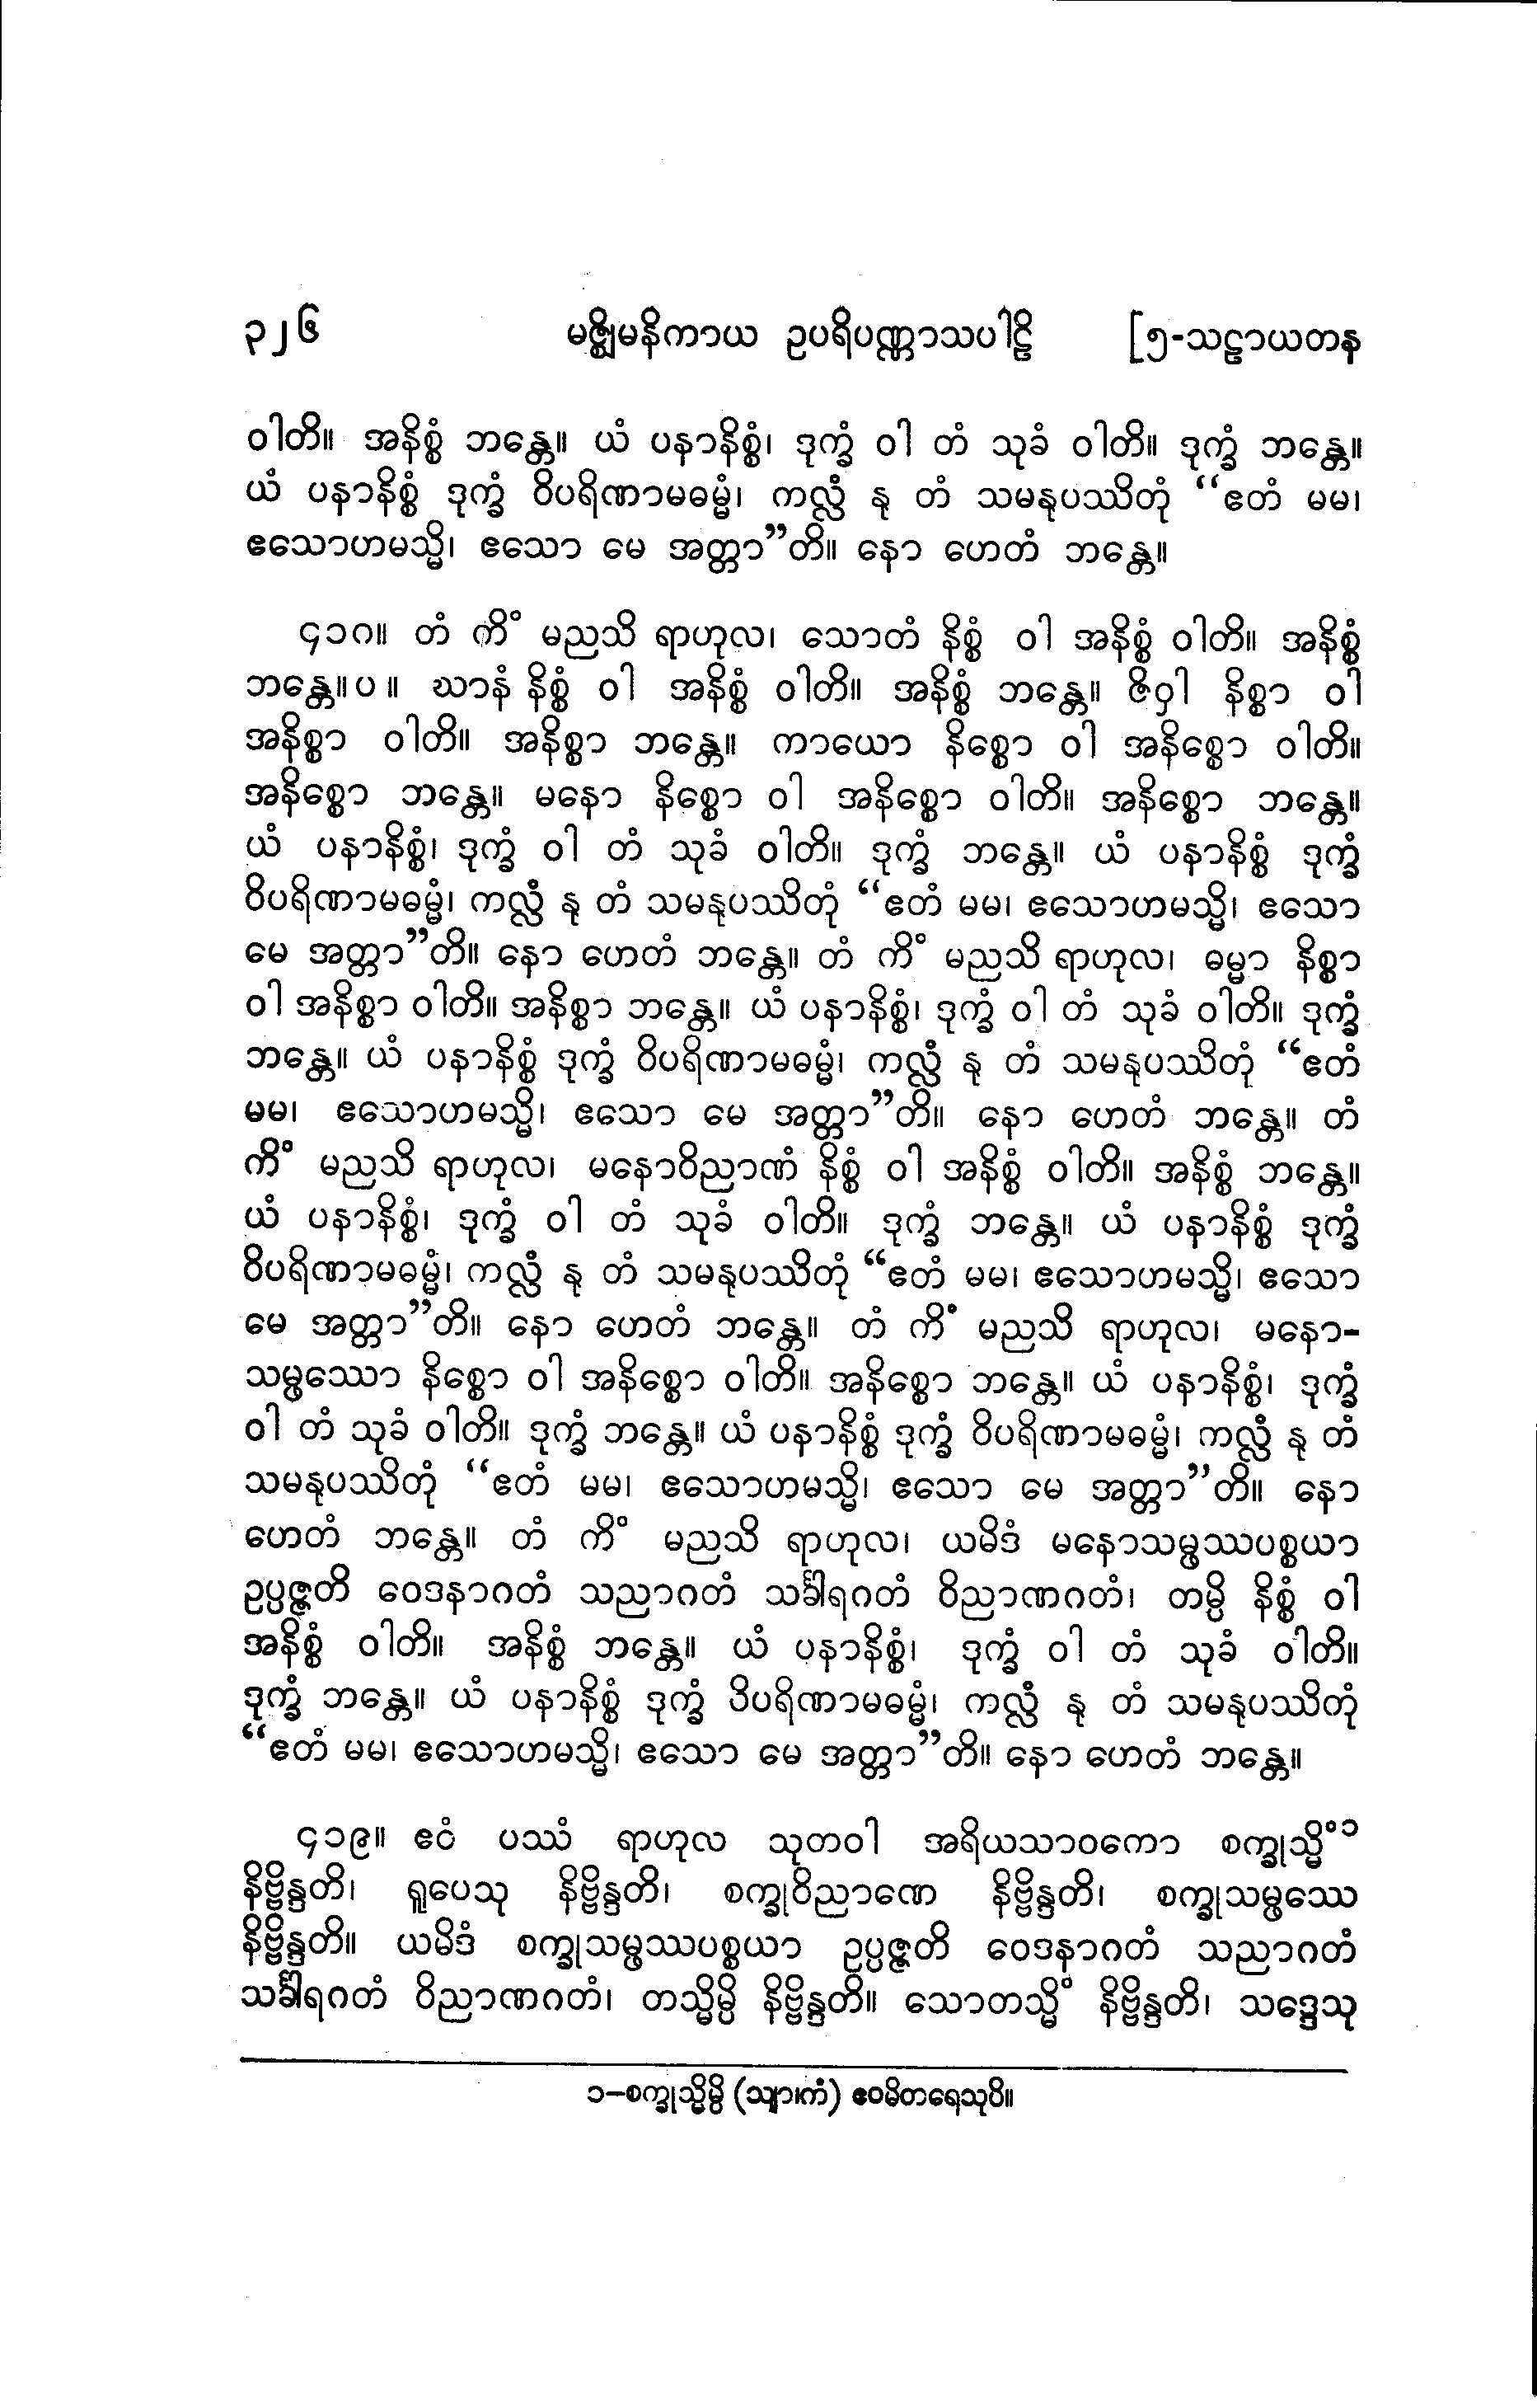 ၃၂၆ မဇ္ဈိမနိကာယ ဥပရိပဏ္ဏာသပါဠိ [၅-သဠာယတန
ဝါတိ။ အနိစ္စံ ဘန္တေ။ ယံ ပနာနိစ္စံ၊ ဒုက္ခံ ဝါ တံ သုခံ ဝါတိ။ ဒုက္ခံ ဘန္တေ။
ယံ ပနာနိစ္စံ ဒုက္ခံ ဝိပရိဏာမဓမ္မံ၊ ကလ္လံ နု တံ သမနုပဿိတုံ “ဧတံ မမ၊
ဧသောဟမသ္မိ၊ ဧသော မေ အတ္တာ”တိ။ နော ဟေတံ ဘန္တေ။
၄၁၈။ တံ ကိံ မညသိ ရာဟုလ၊ သောတံ နိစ္စံ ဝါ အနိစ္စံ ဝါတိ။ အနိစ္စံ
ဘန္တေ။ပ။ ဃာနံ နိစ္စံ ဝါ အနိစ္စံ ဝါတိ။ အနိစ္စံ ဘန္တေ။ ဇိဝှါ နိစ္စာ ဝါ
အနိစ္စာ ဝါတိ။ အနိစ္စာ ဘန္တေ။ ကာယော နိစ္စော ဝါ အနိစ္စော ဝါတိ။
အနိစ္စော ဘန္တေ။ မနော နိစ္စော ဝါ အနိစ္စော ဝါတိ။ အနိစ္စော ဘန္တေ။
ယံ ပနာနိစ္စံ၊ ဒုက္ခံ ဝါ တံ သုခံ ဝါတိ။ ဒုက္ခံ ဘန္တေ။ ယံ ပနာနိစ္စံ ဒုက္ခံ
ဝိပရိဏာမဓမ္မံ၊ ကလ္လံ နု တံ သမနုပဿိတုံ “ဧတံ မမ၊ ဧသောဟမသ္မိ၊ ဧသော
မေ အတ္တာ”တိ။ နော ဟေတံ ဘန္တေ။ တံ ကိံ မညသိ ရာဟုလ၊ ဓမ္မာ နိစ္စာ
ဝါ အနိစ္စာ ဝါတိ။ အနိစ္စာ ဘန္တေ။ ယံ ပနာနိစ္စံ၊ ဒုက္ခံ ဝါ တံ သုခံ ဝါတိ။ ဒုက္ခံ
ဘန္တေ။ ယံ ပနာနိစ္စံ ဒုက္ခံ ဝိပရိဏာမဓမ္မံ၊ ကလ္လံ နု တံ သမနုပဿိတုံ “ဧတံ
မမ၊ ဧသောဟမသ္မိ၊ ဧသော မေ အတ္တာ”တိ။ နော ဟေတံ ဘန္တေ။ တံ
ကိံ မညသိ ရာဟုလ၊ မနောဝိညာဏံ နိစ္စံ ဝါ အနိစ္စံ ဝါတိ။ အနိစ္စံ ဘန္တေ။
ယံ ပနာနိစ္စံ၊ ဒုက္ခံ ဝါ တံ သုခံ ဝါတိ။ ဒုက္ခံ ဘန္တေ။ ယံ ပနာနိစ္စံ ဒုက္ခံ
ဝိပရိဏာမဓမ္မံ၊ ကလ္လံ နု တံ သမနုပဿိတုံ “ဧတံ မမ၊ ဧသောဟမသ္မိ၊ ဧသော
မေ အတ္တာ”တိ။ နော ဟေတံ ဘန္တေ။ တံ ကိံ မညသိ ရာဟုလ၊ မနော-
သမ္ဖဿော နိစ္စော ဝါ အနိစ္စော ဝါတိ။ အနိစ္စော ဘန္တေ။ ယံ ပနာနိစ္စံ၊ ဒုက္ခံ
ဝါ တံ သုခံ ဝါတိ။ ဒုက္ခံ ဘန္တေ။ ယံ ပနာနိစ္စံ ဒုက္ခံ ဝိပရိဏာမဓမ္မံ၊ ကလ္လံ နု တံ
သမနုပဿိတုံ “ဧတံ မမ၊ ဧသောဟမသ္မိ၊ ဧသော မေ အတ္တာ”တိ။ နော
ဟေတံ ဘန္တေ။ တံ ကိံ မညသိ ရာဟုလ၊ ယမိဒံ မနောသမ္ဖဿပစ္စယာ
ဥပ္ပဇ္ဇတိ ဝေဒနာဂတံ သညာဂတံ သင်္ခါရဂတံ ဝိညာဏဂတံ၊ တမ္ပိ နိစ္စံ ဝါ
အနိစ္စံ ဝါတိ။ အနိစ္စံ ဘန္တေ။ ယံ ပနာနိစ္စံ၊ ဒုက္ခံ ဝါ တံ သုခံ ဝါတိ။
ဒုက္ခံ ဘန္တေ။ ယံ ပနာနိစ္စံ ဒုက္ခံ ဝိပရိဏာမဓမ္မံ၊ ကလ္လံ နု တံ သမနုပဿိတုံ
“ဧတံ မမ၊ ဧသောဟမသ္မိ၊ ဧသော မေ အတ္တာ”တိ။ နော ဟေတံ ဘန္တေ။
၄၁၉။ ဧဝံ ပဿံ ရာဟုလ သုတဝါ အရိယသာဝကော စက္ခုသ္မိံ၁
နိဗ္ဗိန္ဒတိ၊ ရူပေသု နိဗ္ဗိန္ဒတိ၊ စက္ခုဝိညာဏေ နိဗ္ဗိန္ဒတိ၊ စက္ခုသမ္ဖဿေ
နိဗ္ဗိန္ဒတိ။ ယမိဒံ စက္ခုသမ္ဖဿပစ္စယာ ဥပ္ပဇ္ဇတိ ဝေဒနာဂတံ သညာဂတံ
သင်္ခါရဂတံ ဝိညာဏဂတံ၊ တသ္မိမ္ပိ နိဗ္ဗိန္ဒတိ။ သောတသ္မိံ နိဗ္ဗိန္ဒတိ၊ သဒ္ဒေသု
၁–စက္ခုသ္မိမ္ပိ (သျာ၊ကံ) ဧဝမိတရေသုပိ။